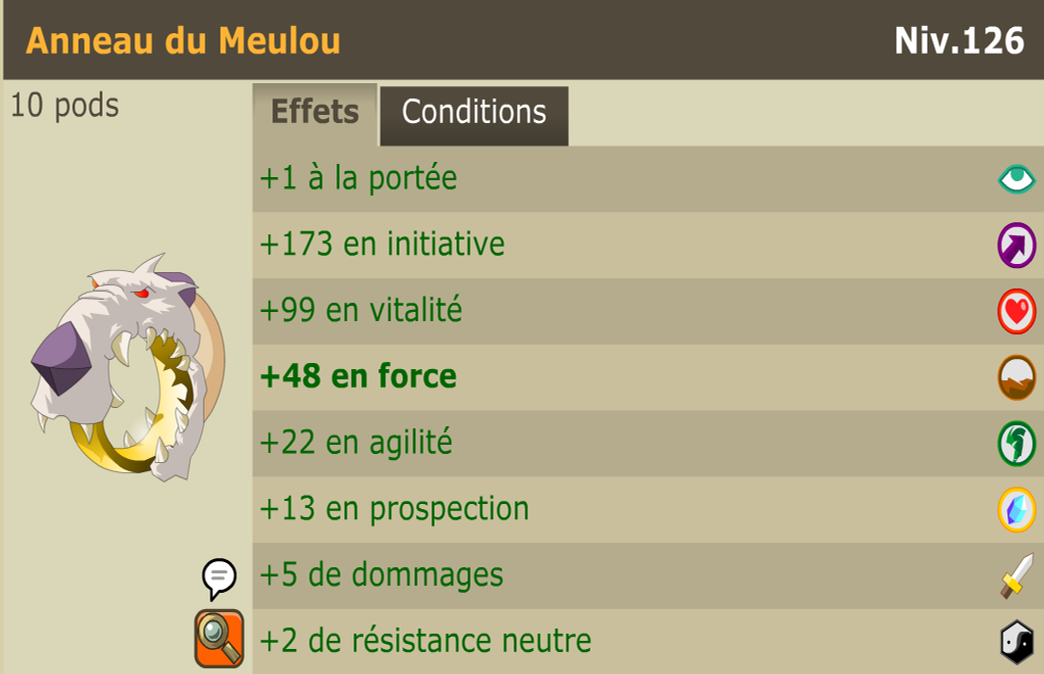 Anneau du Meulou
Niv.126
10 pods
Effets
Conditions
+1 à la portée
+173 en initiative
+99 en vitalité
+48 en force
+22 en agilité
+13 en prospection
+5 de dommages
+2 de résistance neutre